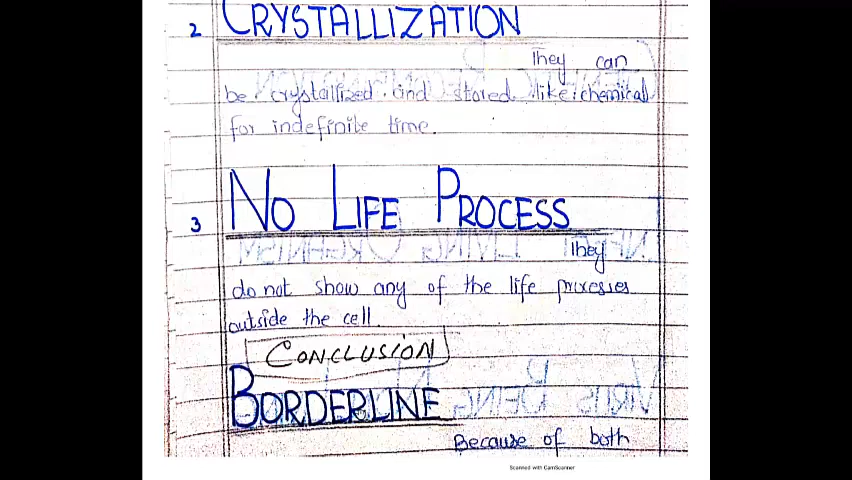 2 CRYSTALLIZATION
They can
be crystallized and stored like chemical
for indefinite time.
3 NO LIFE PROCESS
They
do not show any of the life processes
outside the cell.
CONCLUSION
BORDERLINE
Because of both
Scanned with CamScanner